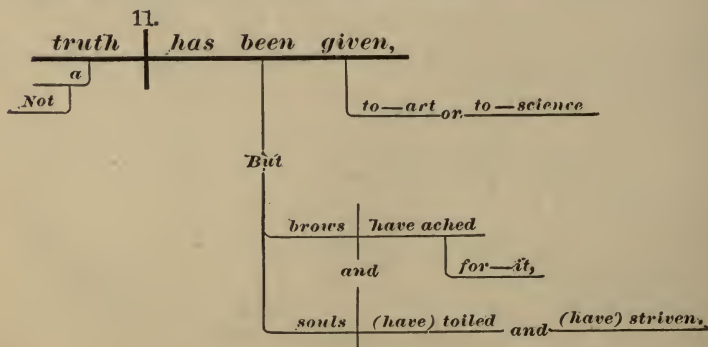 11.
truth has been given,
a
Not
to—art or to—science
But
brows have ached
and
for—it,
souls (have) toiled and (have) striven.